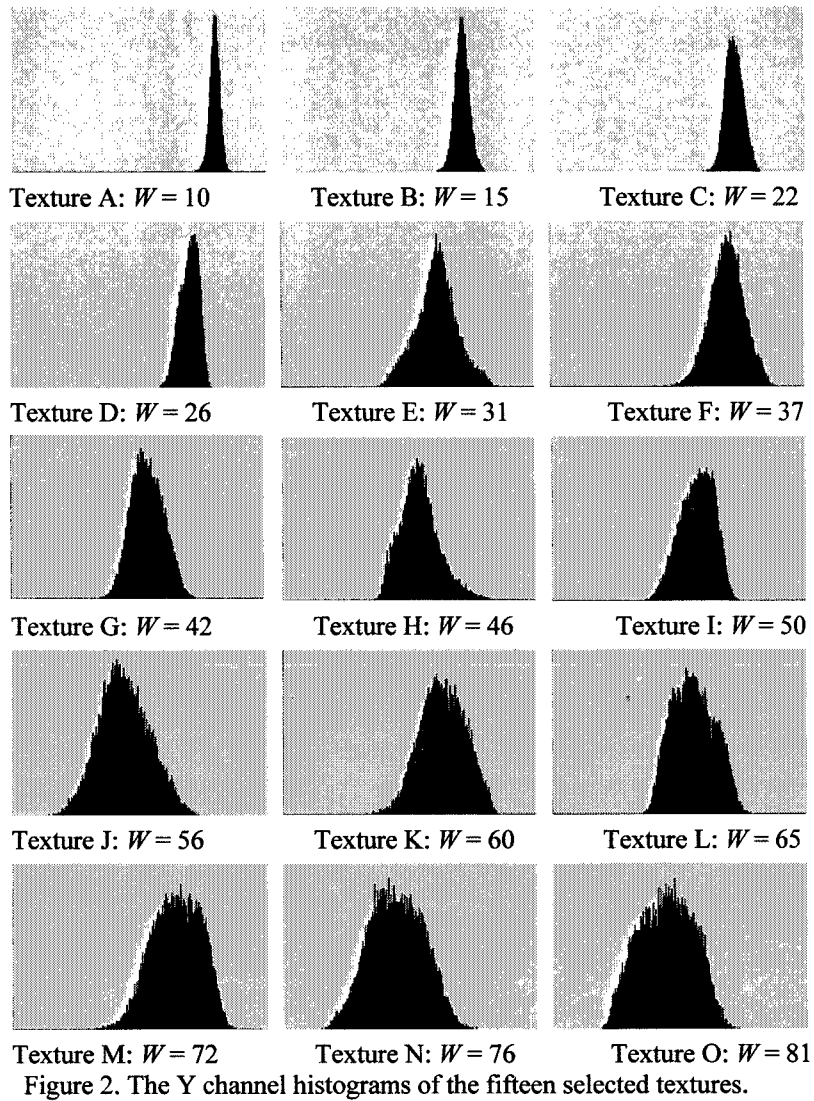 Texture A: W = 10 Texture B: W = 15 Texture C: W = 22
Texture D: W = 26 Texture E: W = 31 Texture F: W = 37
Texture G: W = 42 Texture H: W = 46 Texture I: W = 50
Texture J: W = 56 Texture K: W = 60 Texture L: W = 65
Texture M: W = 72 Texture N: W = 76 Texture O: W = 81
Figure 2. The Y channel histograms of the fifteen selected textures.